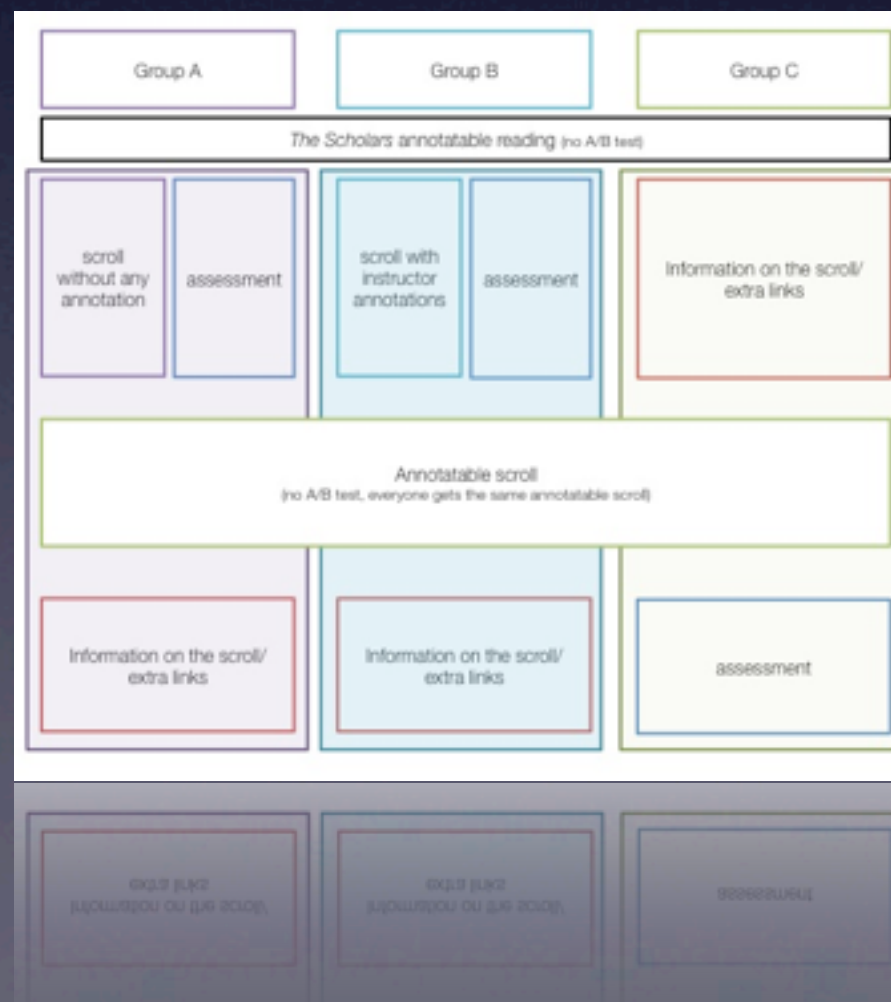 Group A
Group B
Group C
The Scholars annotatable reading (no A/B test)
scroll
without any
annotation
assessment
scroll with
instructor
annotations
assessment
Information on the scroll/
extra links
Annotatable scroll
(no A/B test, everyone gets the same annotatable scroll)
Information on the scroll/
extra links
Information on the scroll/
extra links
assessment